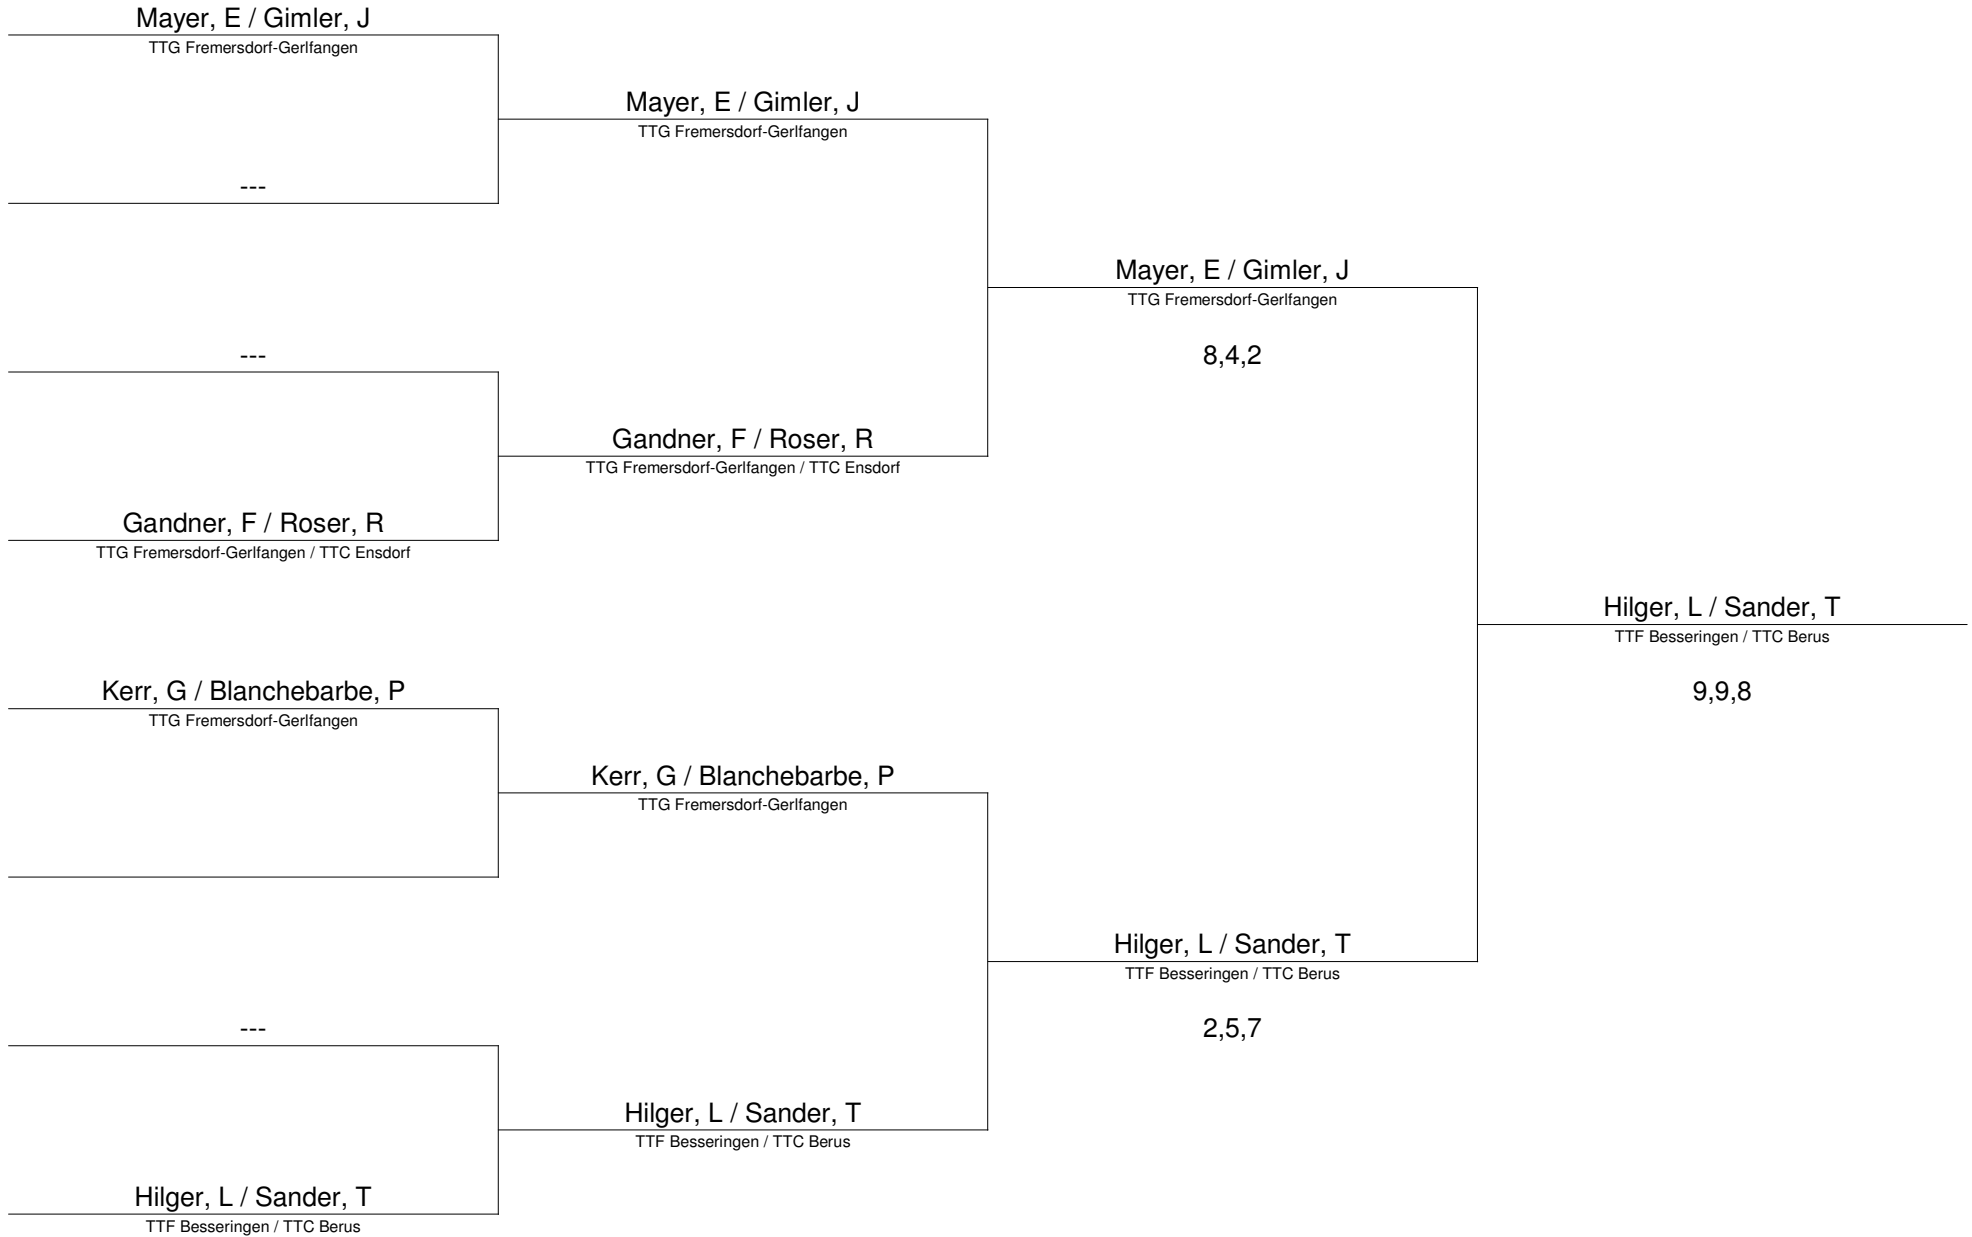 Mayer, E / Gimler, J
TTG Fremersdorf-Gerlfangen
---
---
Gandner, F / Roser, R
TTG Fremersdorf-Gerlfangen / TTC Ensdorf
Kerr, G / Blanchebarbe, P
TTG Fremersdorf-Gerlfangen
---
Hilger, L / Sander, T
TTF Besseringen / TTC Berus
Mayer, E / Gimler, J
TTG Fremersdorf-Gerlfangen
Gandner, F / Roser, R
TTG Fremersdorf-Gerlfangen / TTC Ensdorf
Kerr, G / Blanchebarbe, P
TTG Fremersdorf-Gerlfangen
Hilger, L / Sander, T
TTF Besseringen / TTC Berus
Mayer, E / Gimler, J
TTG Fremersdorf-Gerlfangen
8,4,2
Hilger, L / Sander, T
TTF Besseringen / TTC Berus
2,5,7
Hilger, L / Sander, T
TTF Besseringen / TTC Berus
9,9,8